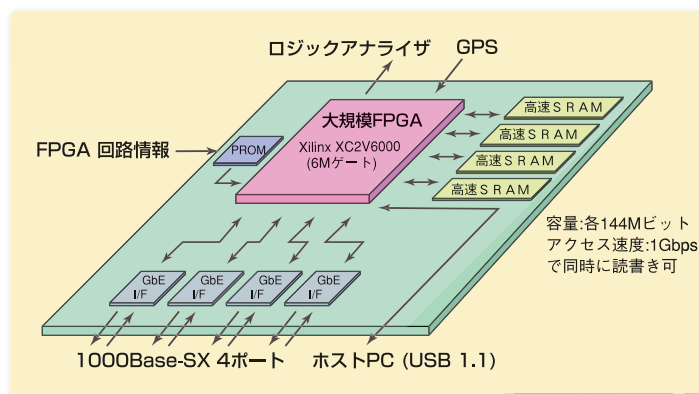 ロジックアナライザ
GPS
大規模FPGA
Xilinx XC2V6000
(6Mゲート)
高速ＳＲＡＭ
高速ＳＲＡＭ
高速ＳＲＡＭ
高速ＳＲＡＭ
FPGA 回路情報
PROM
容量:各144Mビット
アクセス速度:1Gbps
で同時に読書き可
GbE
I/F
GbE
I/F
GbE
I/F
GbE
I/F
1000Base-SX 4ポート
ホストPC (USB 1.1)